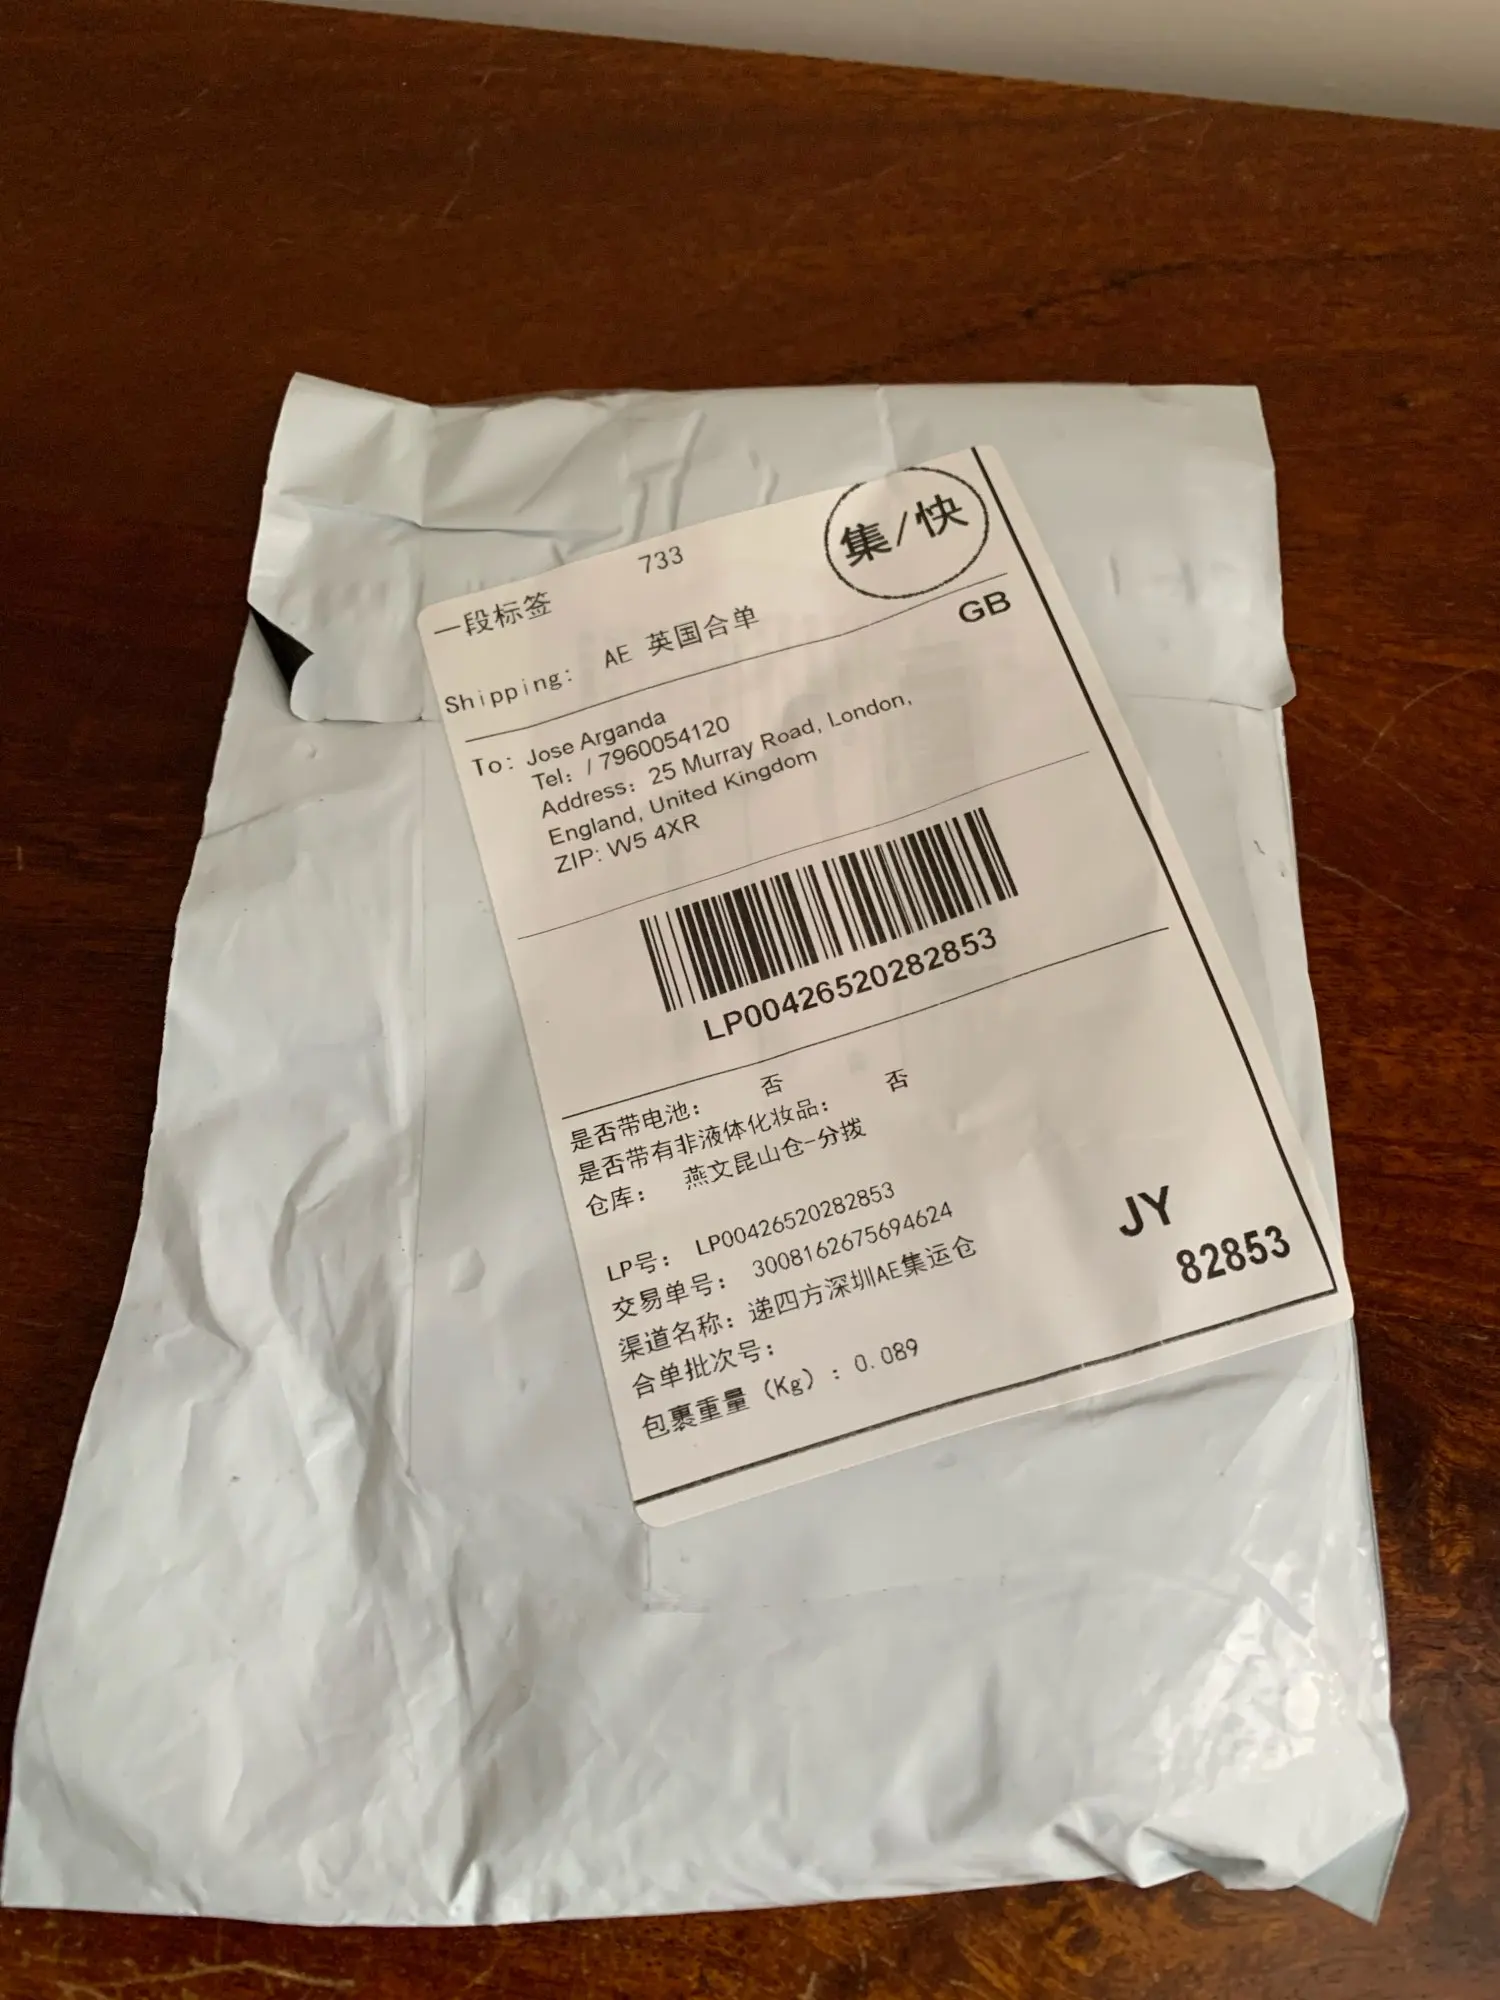 733
集/快
一段标签
Shipping: AE 英国合单
GB
To: Jose Arganda
Tel: / 7960054120
Address: 25 Murray Road, London,
England, United Kingdom
ZIP: W5 4XR
LP00426520282853
是否带电池: 否
是否带有非液体化妆品: 否
仓库: 燕文昆山仓-分拨
LP号: LP00426520282853
交易单号: 3008162675694624
渠道名称: 递四方深圳AE集运仓
合单批次号:
包裹重量 (Kg) : 0.089
JY
82853